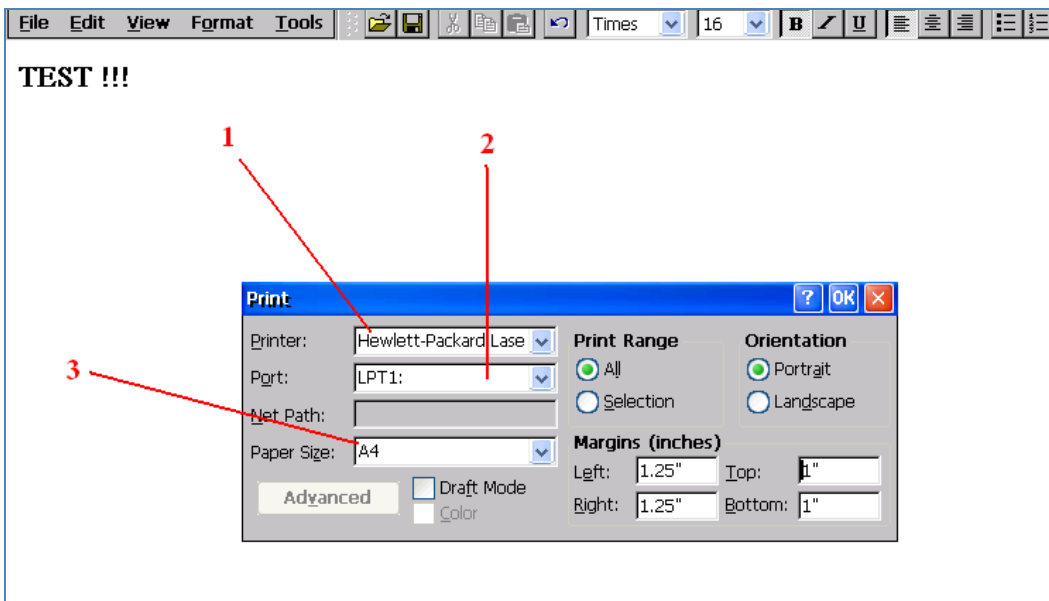 File Edit View Format Tools Times 16 B I U
TEST !!!
1
2
3
Print ? OK
Printer: Hewlett-Packard Lase
Port: LPT1:
Net Path:
Paper Size: A4
Advanced
Draft Mode
Color
Print Range
All
Selection
Orientation
Portrait
Landscape
Margins (inches)
Left: 1.25" Top: 1"
Right: 1.25" Bottom: 1"